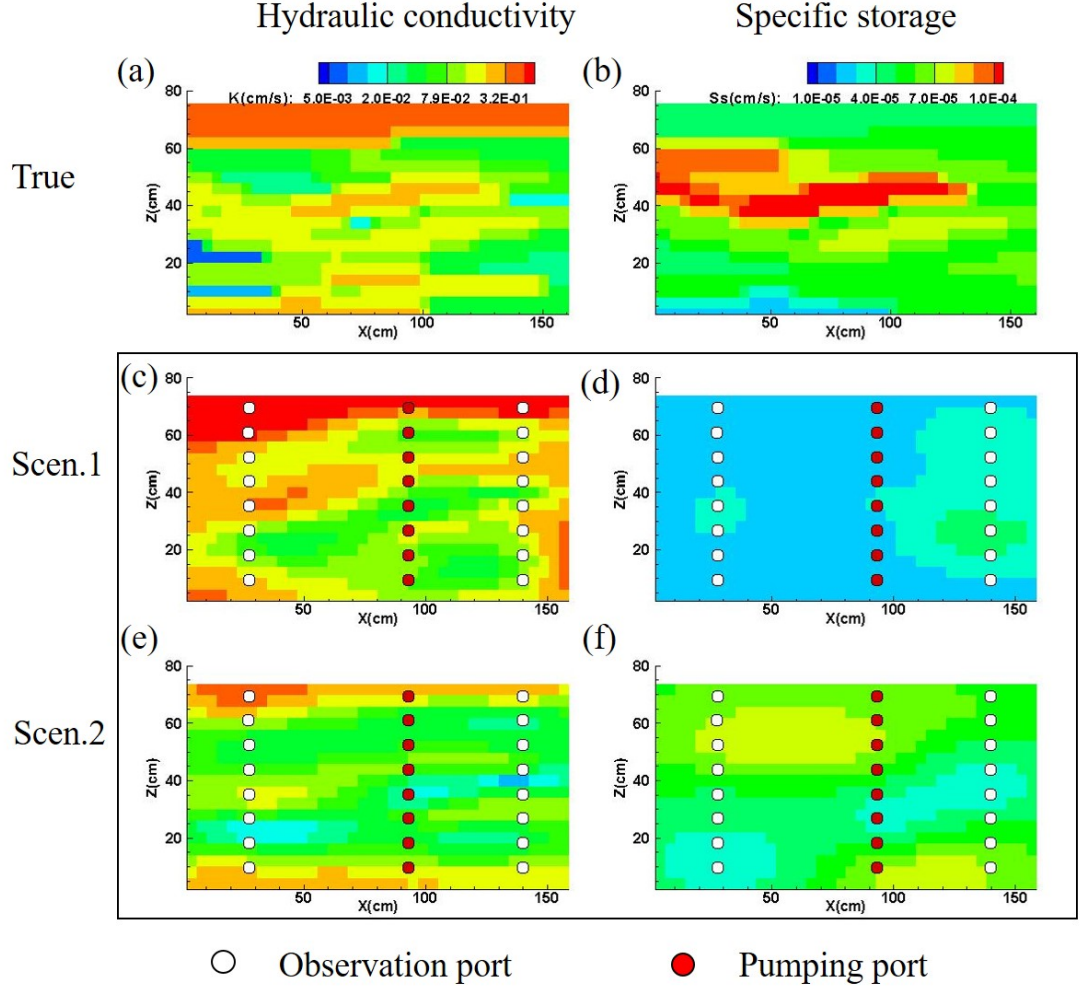 Hydraulic conductivity Specific storage
(a) (b)
K(cm/s): 5.0E-03 2.0E-02 7.9E-02 3.2E-01
Ss(cm/s): 1.0E-05 4.0E-05 7.0E-05 1.0E-04
True
80 60 40 20
Z(cm)
50 100 150
X(cm)
80 60 40 20
Z(cm)
50 100 150
X(cm)
(c) (d)
Scen.1
80 60 40 20
Z(cm)
50 100 150
X(cm)
80 60 40 20
Z(cm)
50 100 150
X(cm)
(e) (f)
Scen.2
80 60 40 20
Z(cm)
50 100 150
X(cm)
80 60 40 20
Z(cm)
50 100 150
X(cm)
Observation port Pumping port